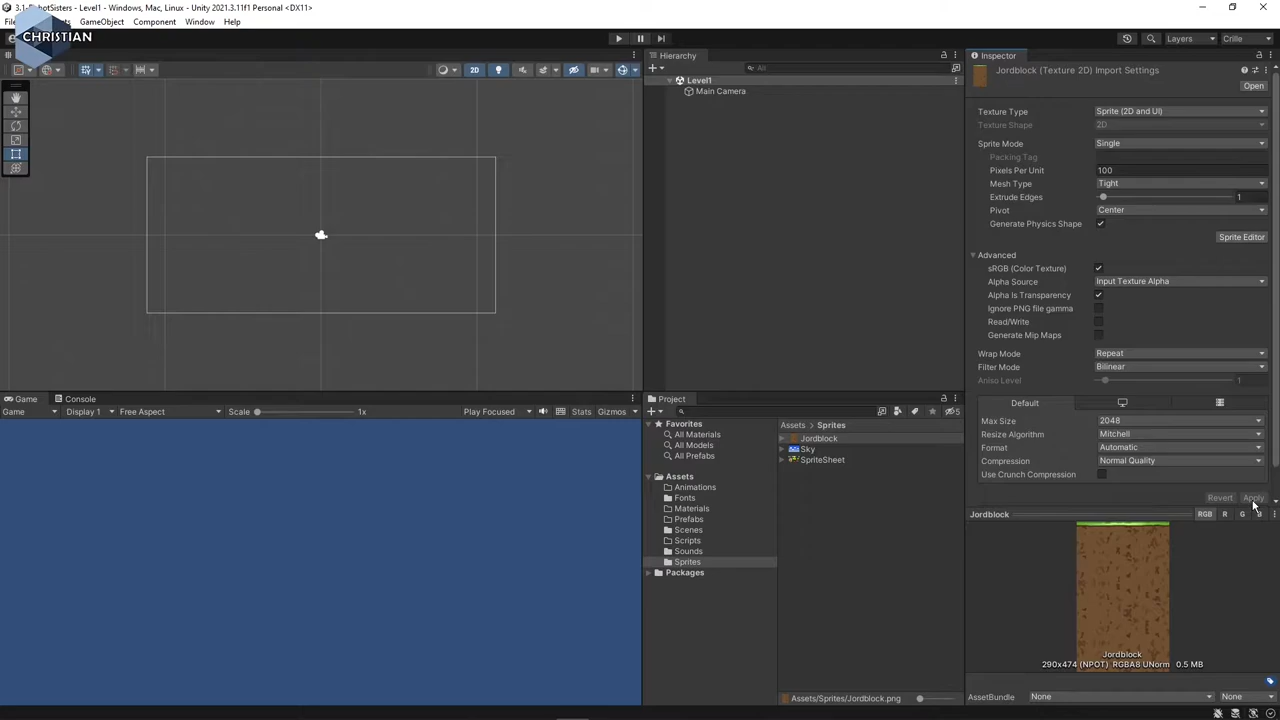 3.1-RobotSisters - Level1 - Windows, Mac, Linux - Unity 2021.3.11f1 Personal <DX11>
GameObject Component Window Help
CHRISTIAN
Layers Crille
2D
Hierarchy
All
Level1
Main Camera
Inspector
Jordblock (Texture 2D) Import Settings
Open
Texture Type Sprite (2D and UI)
Texture Shape 2D
Sprite Mode Single
Packing Tag
Pixels Per Unit 100
Mesh Type Tight
Extrude Edges 1
Pivot Center
Generate Physics Shape
Sprite Editor
Advanced
sRGB (Color Texture)
Alpha Source Input Texture Alpha
Alpha Is Transparency
Ignore PNG file gamma
Read/Write
Generate Mip Maps
Wrap Mode Repeat
Filter Mode Bilinear
Aniso Level 1
Default
Max Size 2048
Resize Algorithm Mitchell
Format Automatic
Compression Normal Quality
Use Crunch Compression
Revert Apply
Jordblock RGB R G B
Jordblock
290x474 (NPOT) RGBA8 UNorm 0.5 MB
AssetBundle None None
Game Console
Game Display 1 Free Aspect Scale 1x Play Focused Stats Gizmos
Project
5
Favorites
All Materials
All Models
All Prefabs
Assets
Animations
Fonts
Materials
Prefabs
Scenes
Scripts
Sounds
Sprites
Packages
Assets > Sprites
Jordblock
Sky
SpriteSheet
Assets/Sprites/Jordblock.png